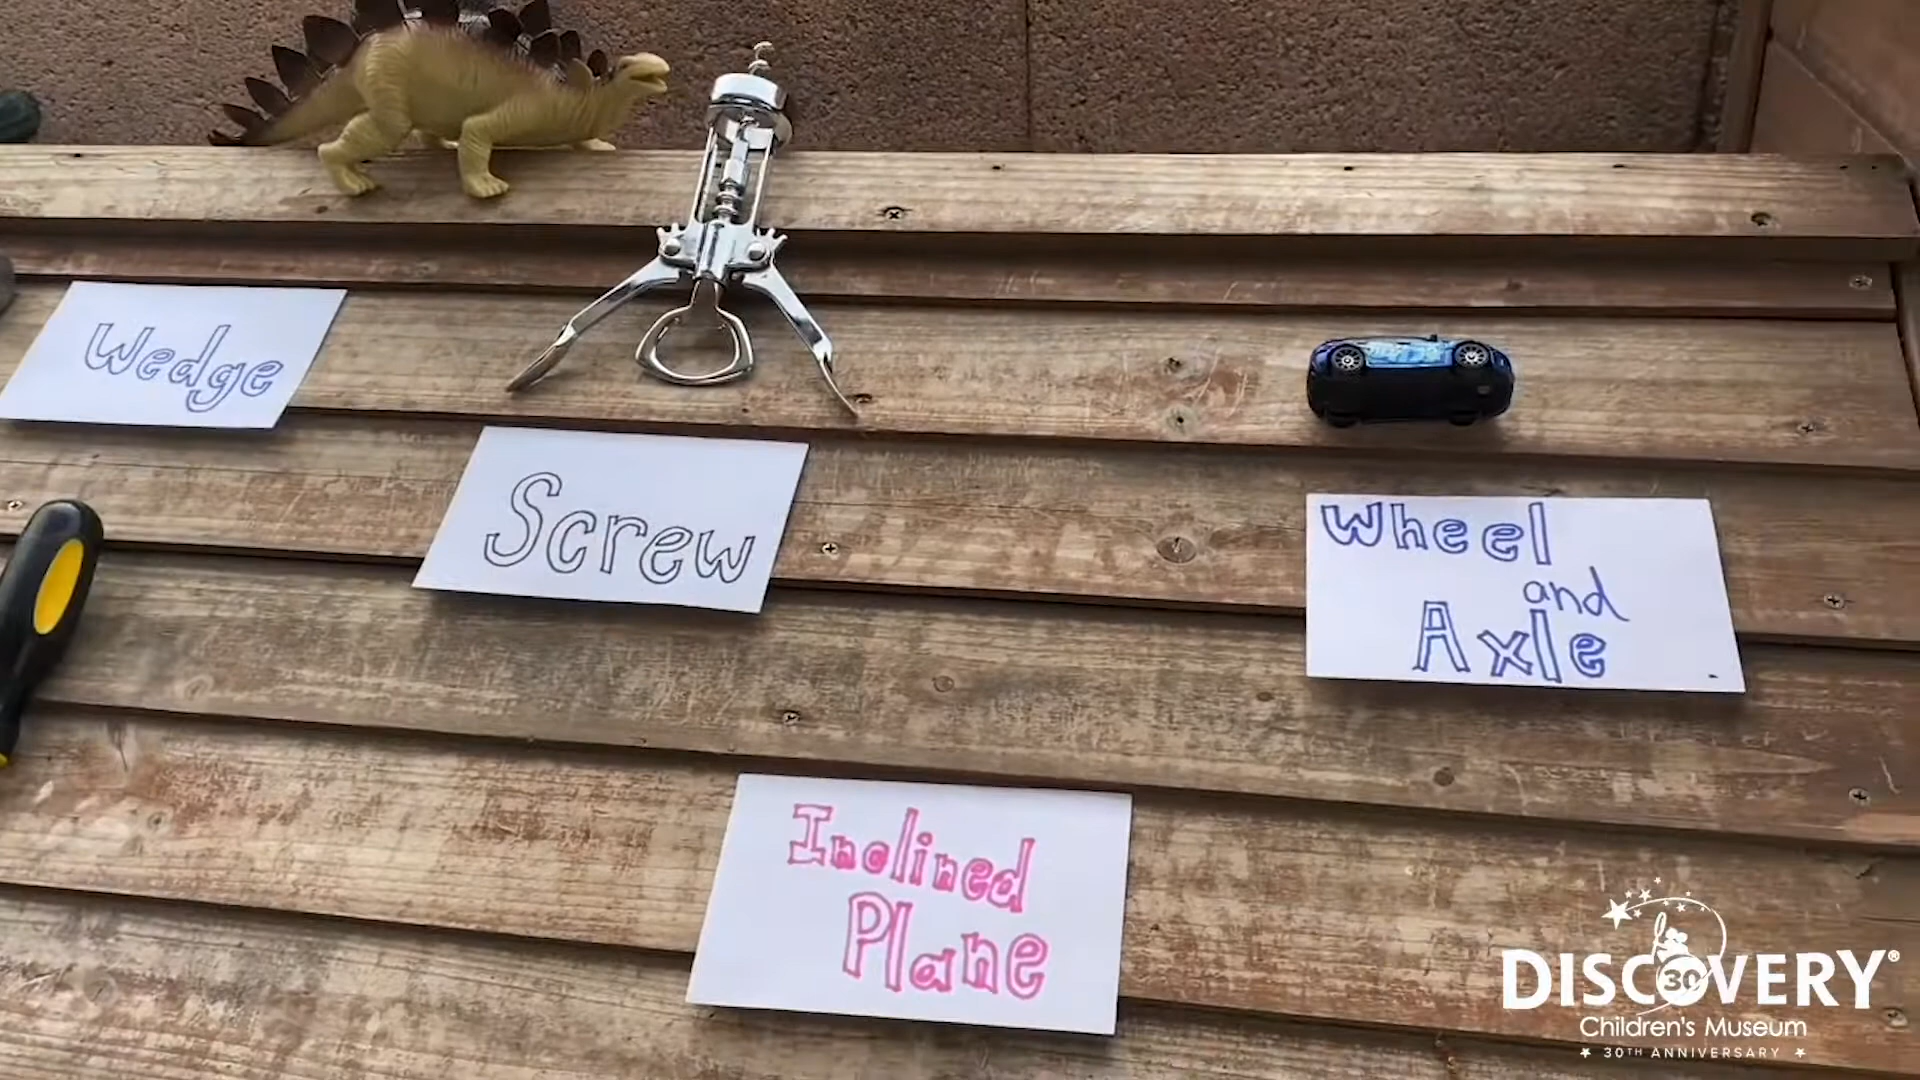 Wedge
Screw
Wheel
and
Axle
Inclined
Plane
DISCOVERY®
30
Children's Museum
30TH ANNIVERSARY